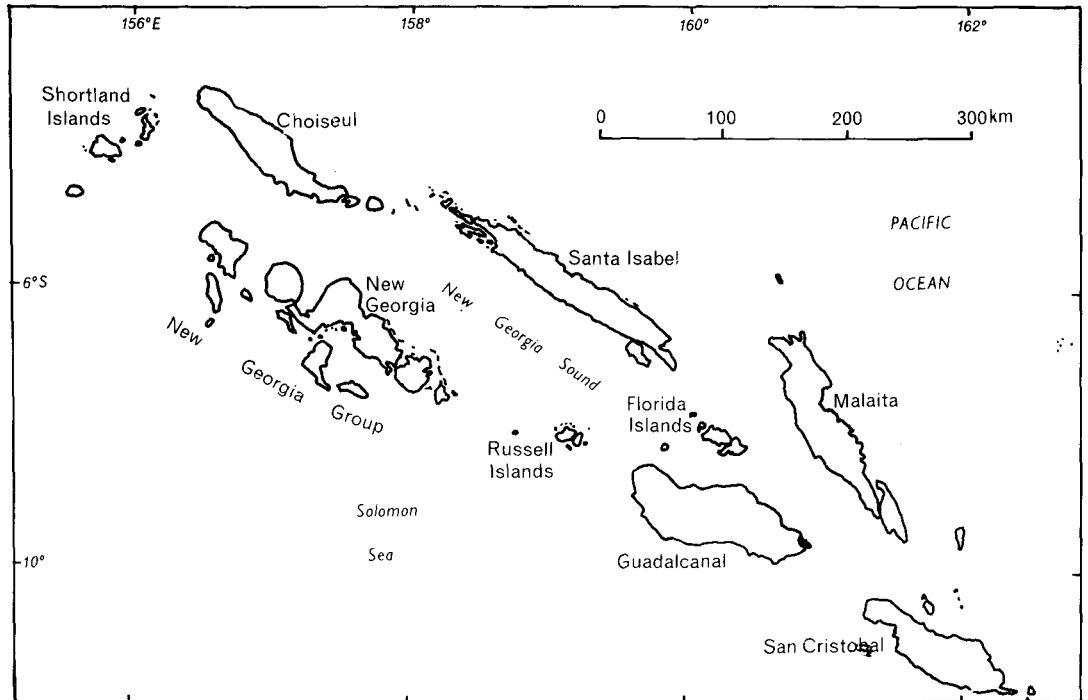 156°E
158°
160°
162°
Shortland
Islands
Choiseul
0
100
200
300km
PACIFIC
OCEAN
Santa Isabel
6°S
New
Georgia
New
Georgia
Sound
New
Georgia
Group
Florida
Islands
Malaita
Russell
Islands
Solomon
Sea
10°
Guadalcanal
San Cristobal